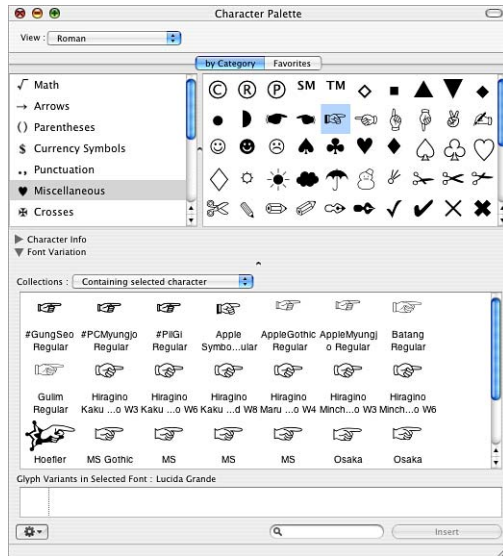 Character Palette
View : Roman
by Category Favorites
√ Math
→ Arrows
() Parentheses
$ Currency Symbols
., Punctuation
♥ Miscellaneous
✠ Crosses
© ® ℗ SM TM ◇ ■ ▲ ▼ ◆
● ◗ ☛ ☚ ☞ ☜ ☝ ☟ ✌ ✍
☺ ☻ ☹ ♠ ♣ ♥ ♦ ♤ ♧ ♡
♢ ☼ ☀ ☁ ☂ ☃ ✁ ✂ ✃
✄ ✎ ✏ ✐ ✑ ✒ ✓ ✔ ✕ ✖
Character Info
Font Variation
Collections : Containing selected character
#GungSeo #PCMyungjo #PilGi Apple AppleGothic AppleMyungj Batang
Regular Regular Regular Symbo...ular Regular o Regular Regular
Gulim Hiragino Hiragino Hiragino Hiragino Hiragino Hiragino
Regular Kaku ...o W3 Kaku ...o W6 Kaku ...d W8 Maru ...o W4 Minch...o W3 Minch...o W6
Hoefler MS Gothic MS MS MS Osaka Osaka
Glyph Variants in Selected Font : Lucida Grande
Insert